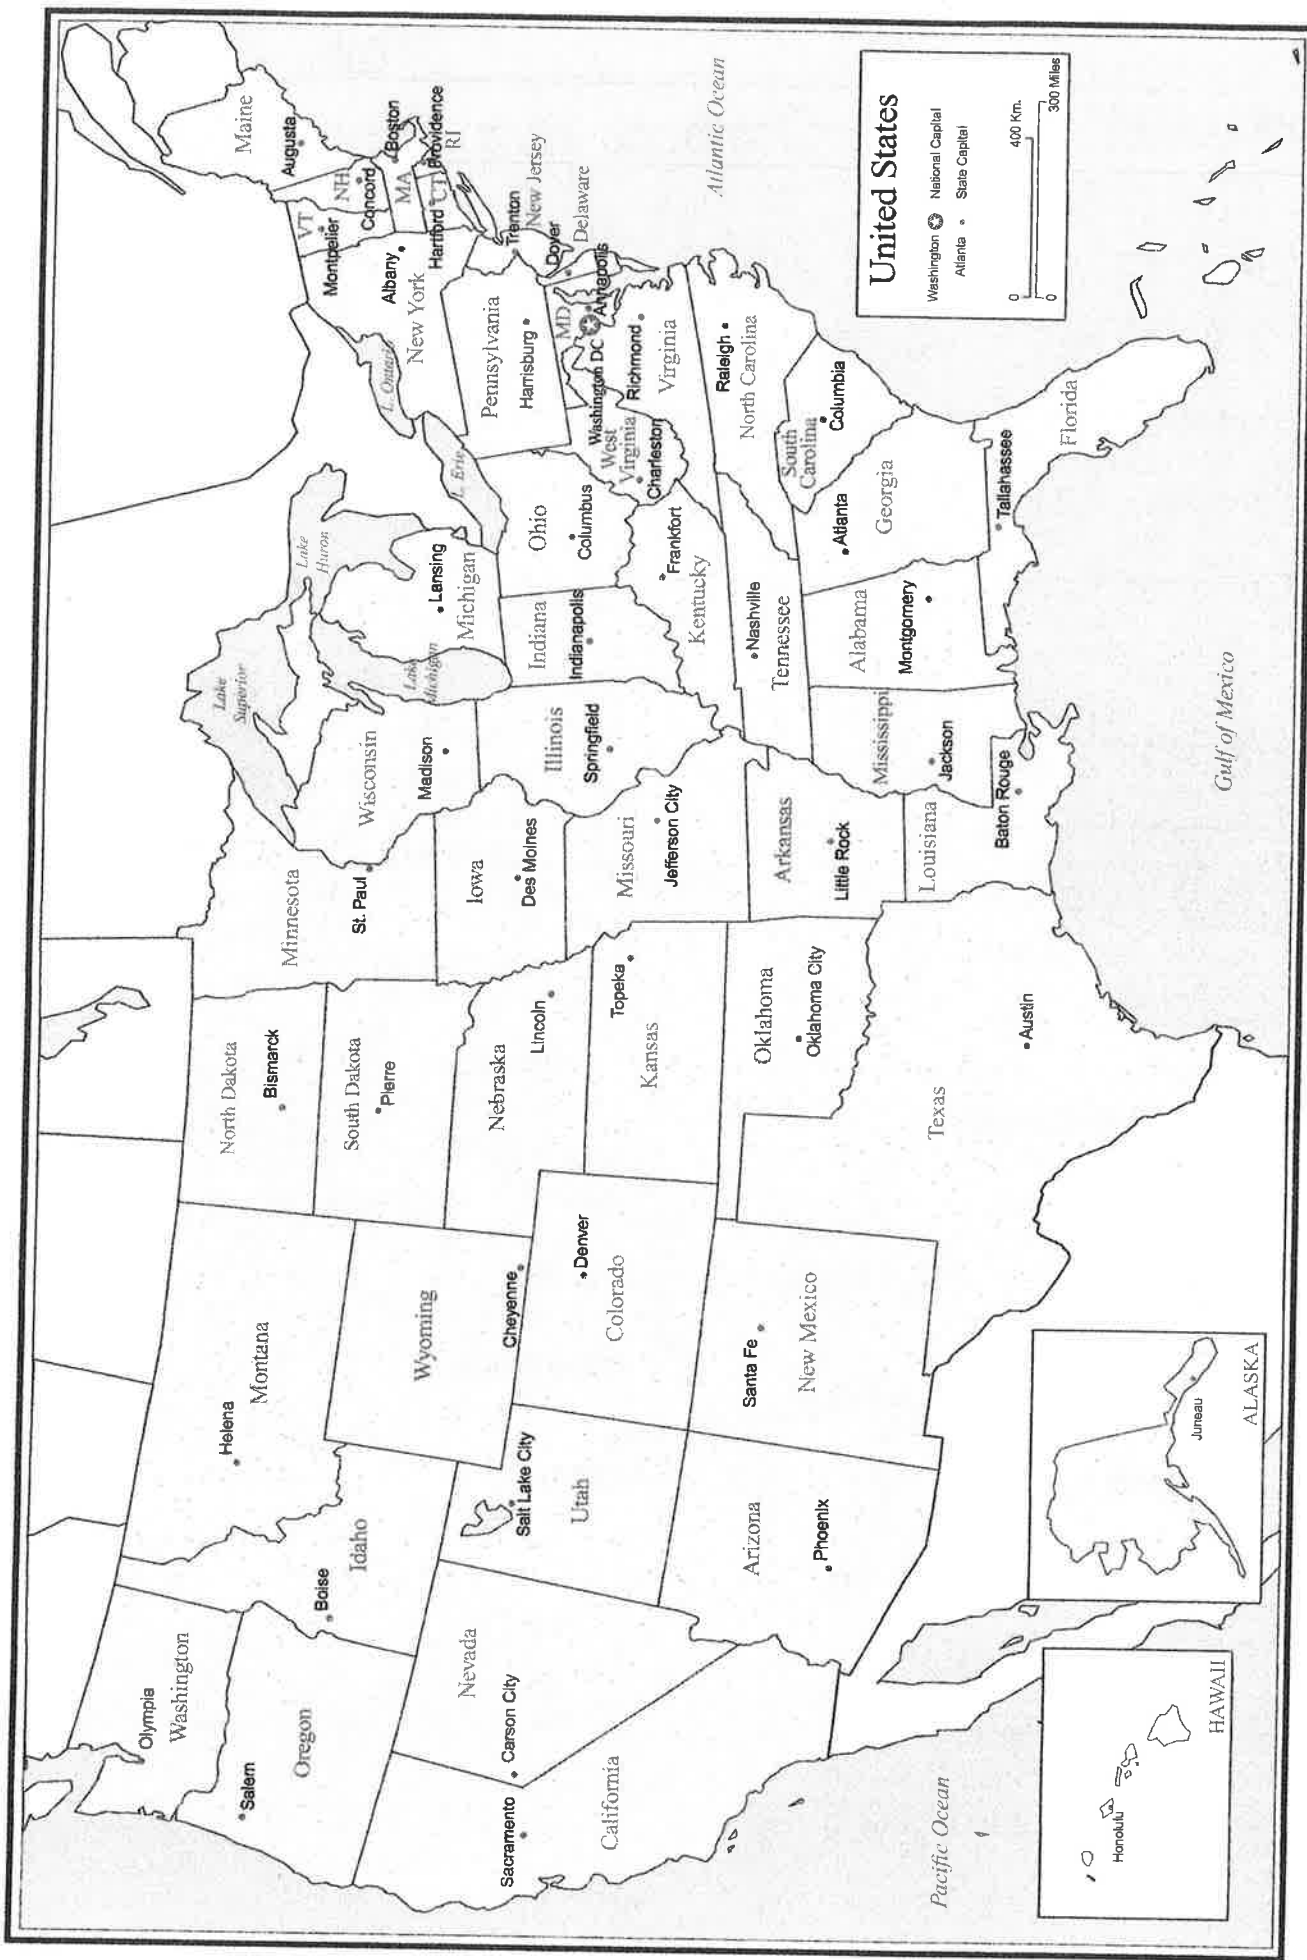 United States
Washington National Capital
Atlanta State Capital
0 400 Km.
0 300 Miles
Atlantic Ocean
Pacific Ocean
Gulf of Mexico
Lake
Superior
Lake
Michigan
Lake
Huron
L. Erie
L. Ontario
Olympia
Washington
Salem
Oregon
Sacramento
California
Carson City
Nevada
Boise
Idaho
Helena
Montana
Wyoming
Cheyenne
Salt Lake City
Utah
Denver
Colorado
Arizona
Phoenix
Santa Fe
New Mexico
North Dakota
Bismarck
South Dakota
Pierre
Nebraska
Lincoln
Topeka
Kansas
Oklahoma
Oklahoma City
Texas
Austin
Minnesota
St. Paul
Iowa
Des Moines
Missouri
Jefferson City
Arkansas
Little Rock
Louisiana
Baton Rouge
Wisconsin
Madison
Illinois
Springfield
Lansing
Michigan
Indiana
Indianapolis
Ohio
Columbus
Frankfort
Kentucky
Nashville
Tennessee
Mississippi
Jackson
Alabama
Montgomery
Atlanta
Georgia
Tallahassee
Florida
South
Carolina
Columbia
Raleigh
North Carolina
Richmond
Virginia
West
Virginia
Charleston
Washington DC
MD
Annapolis
Dover
Delaware
Trenton
New Jersey
Pennsylvania
Harrisburg
Albany
New York
VT
Montpelier
NH
Concord
Maine
Augusta
MA
Boston
Hartford
CT
Providence
RI
Juneau
ALASKA
Honolulu
HAWAII